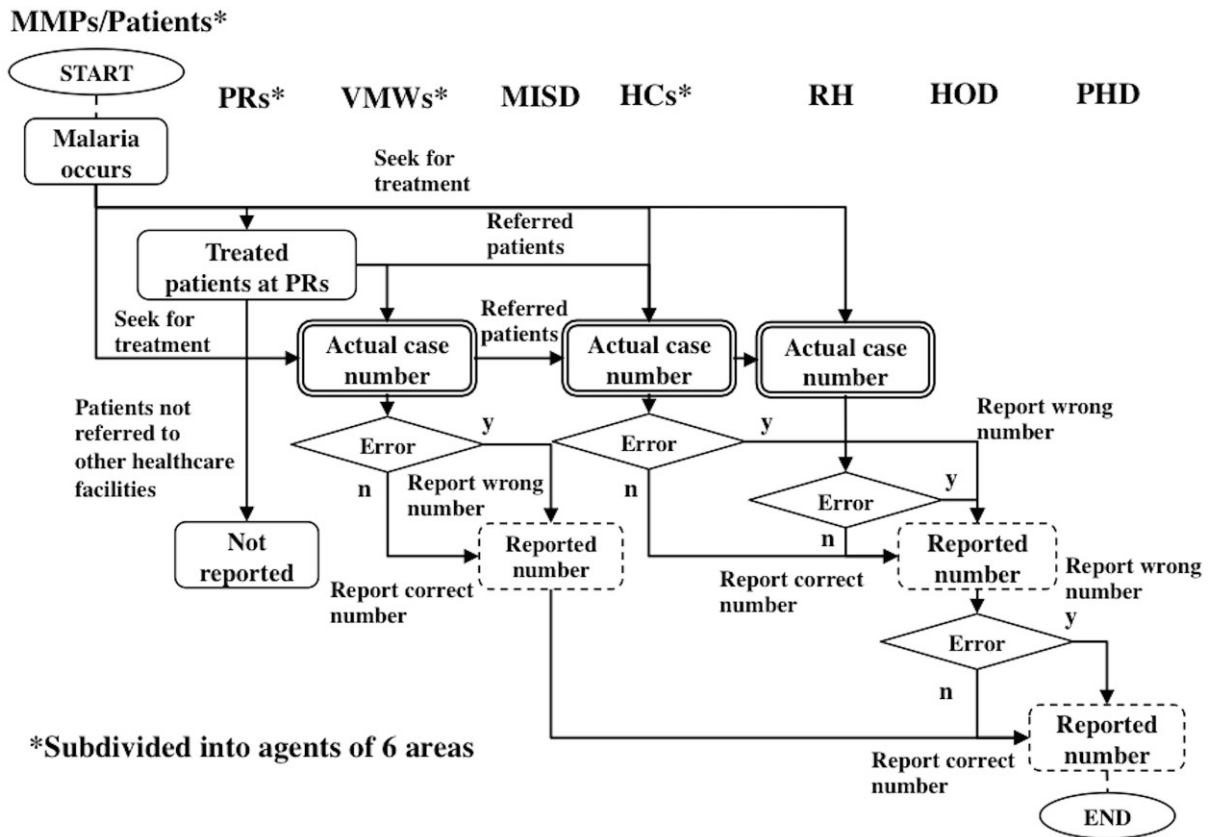 MMPs/Patients*
START
PRs*
VMWs*
MISD
HCs*
RH
HOD
PHD
Malaria
occurs
Seek for
treatment
Referred
patients
Treated
patients at PRs
Seek for
treatment
Referred
patients
Actual case
number
Actual case
number
Actual case
number
Patients not
referred to
other healthcare
facilities
Error
y
n
Report wrong
number
Error
y
n
Report wrong
number
Error
y
n
Not
reported
Reported
number
Report correct
number
Report correct
number
Reported
number
Report wrong
number
Error
y
n
*Subdivided into agents of 6 areas
Report correct
number
Reported
number
END